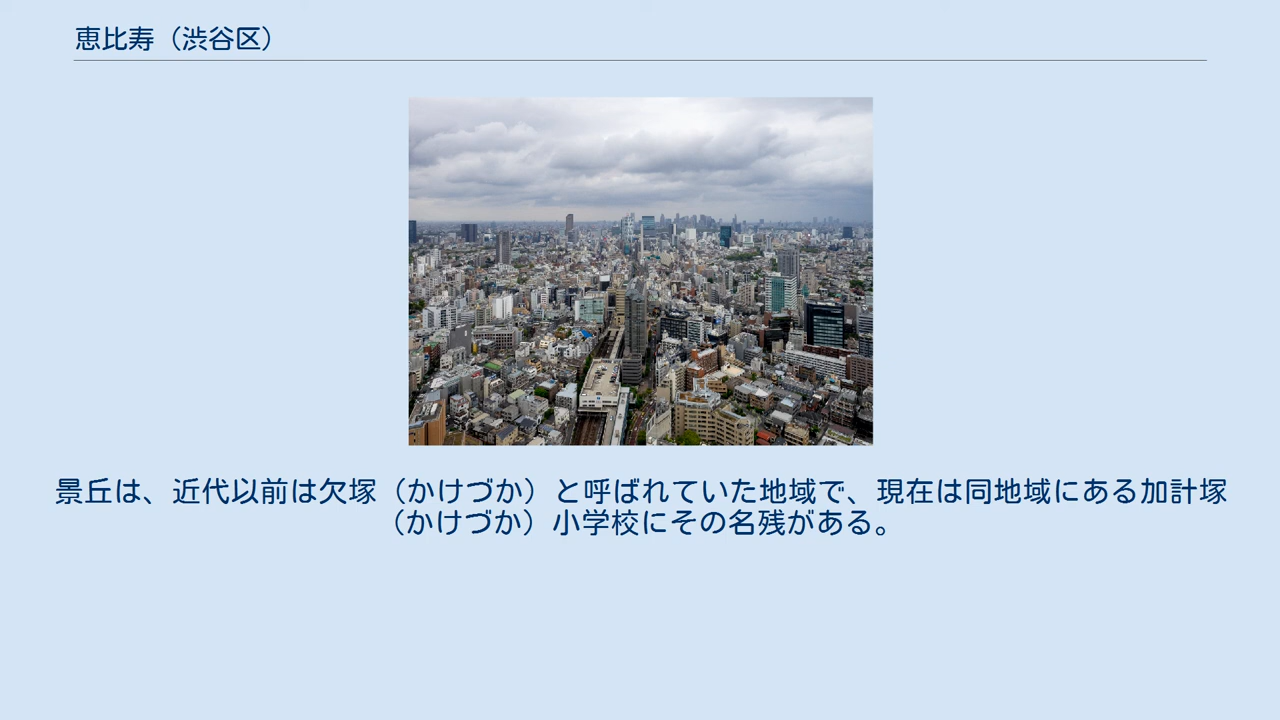 恵比寿（渋谷区）
景丘は、近代以前は欠塚（かけづか）と呼ばれていた地域で、現在は同地域にある加計塚
（かけづか）小学校にその名残がある。